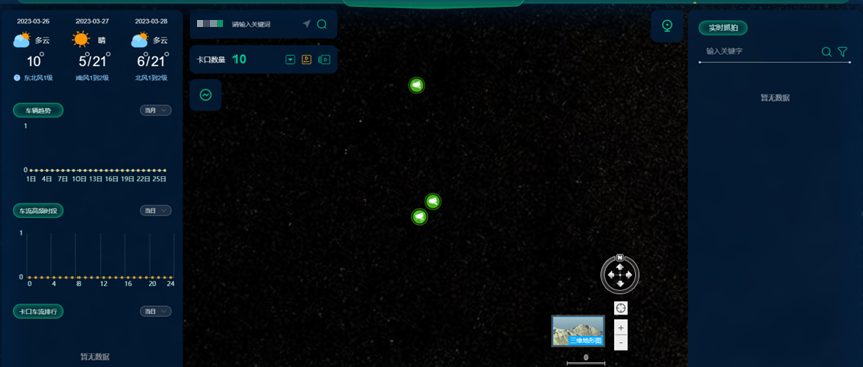 2023-03-26 2023-03-27 2023-03-28
多云 晴 多云
10° 5/21° 6/21°
东北风1级 南风1到2级 北风1到2级
车辆趋势 当月
1
0
1日 4日 7日 10日 13日 16日 19日 22日 25日
车流高频时段 当日
1
0
0 4 8 12 16 20 24
卡口车流排行 当日
暂无数据
请输入关键词
卡口数量 10
N
三维地形图
+
-
0
实时抓拍
输入关键字
暂无数据